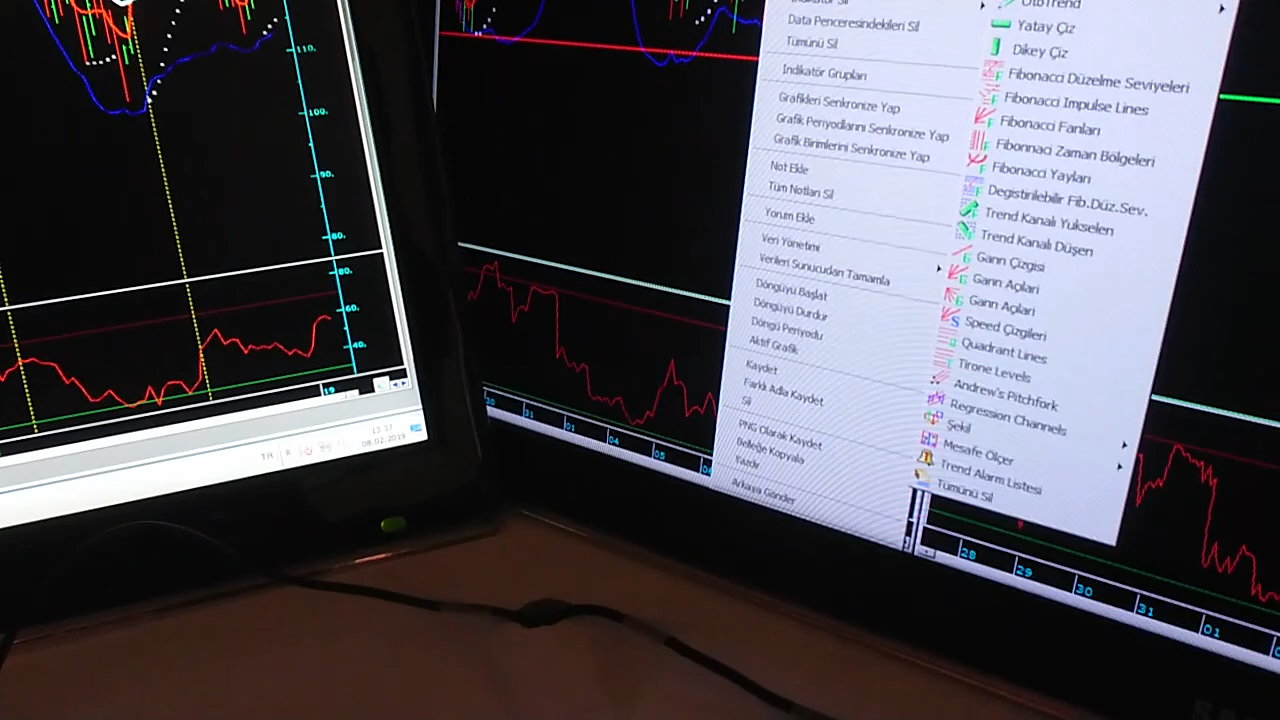 110.
100.
90.
80.
80.
60.
40.
19
TR
13:37
08.02.2019
30
31
01
04
05
Data Penceresindekileri Sil
Tümünü Sil
İndikatör Grupları
Grafikleri Senkronize Yap
Grafik Periyodlarını Senkronize Yap
Grafik Birimlerini Senkronize Yap
Not Ekle
Tüm Notları Sil
Yorum Ekle
Veri Yönetimi
Verileri Sunucudan Tamamla
Döngüyü Başlat
Döngüyü Durdur
Döngü Periyodu
Aktif Grafik
Kaydet
Farklı Adla Kaydet
Sil
PNG Olarak Kaydet
Belleğe Kopyala
Yazdır
Arkaya Gönder
OtoTrend
Yatay Çiz
Dikey Çiz
Fibonacci Düzelme Seviyeleri
Fibonacci Impulse Lines
Fibonacci Fanları
Fibonnaci Zaman Bölgeleri
Fibonacci Yayları
Degistirilebilir Fib.Düz.Sev.
Trend Kanalı Yukselen
Trend Kanalı Düşen
Gann Çizgisi
Gann Açıları
Gann Açıları
Speed Çizgileri
Quadrant Lines
Tirone Levels
Andrew's Pitchfork
Regression Channels
Şekil
Mesafe Ölçer
Trend Alarm Listesi
Tümünü Sil
28
29
30
31
01